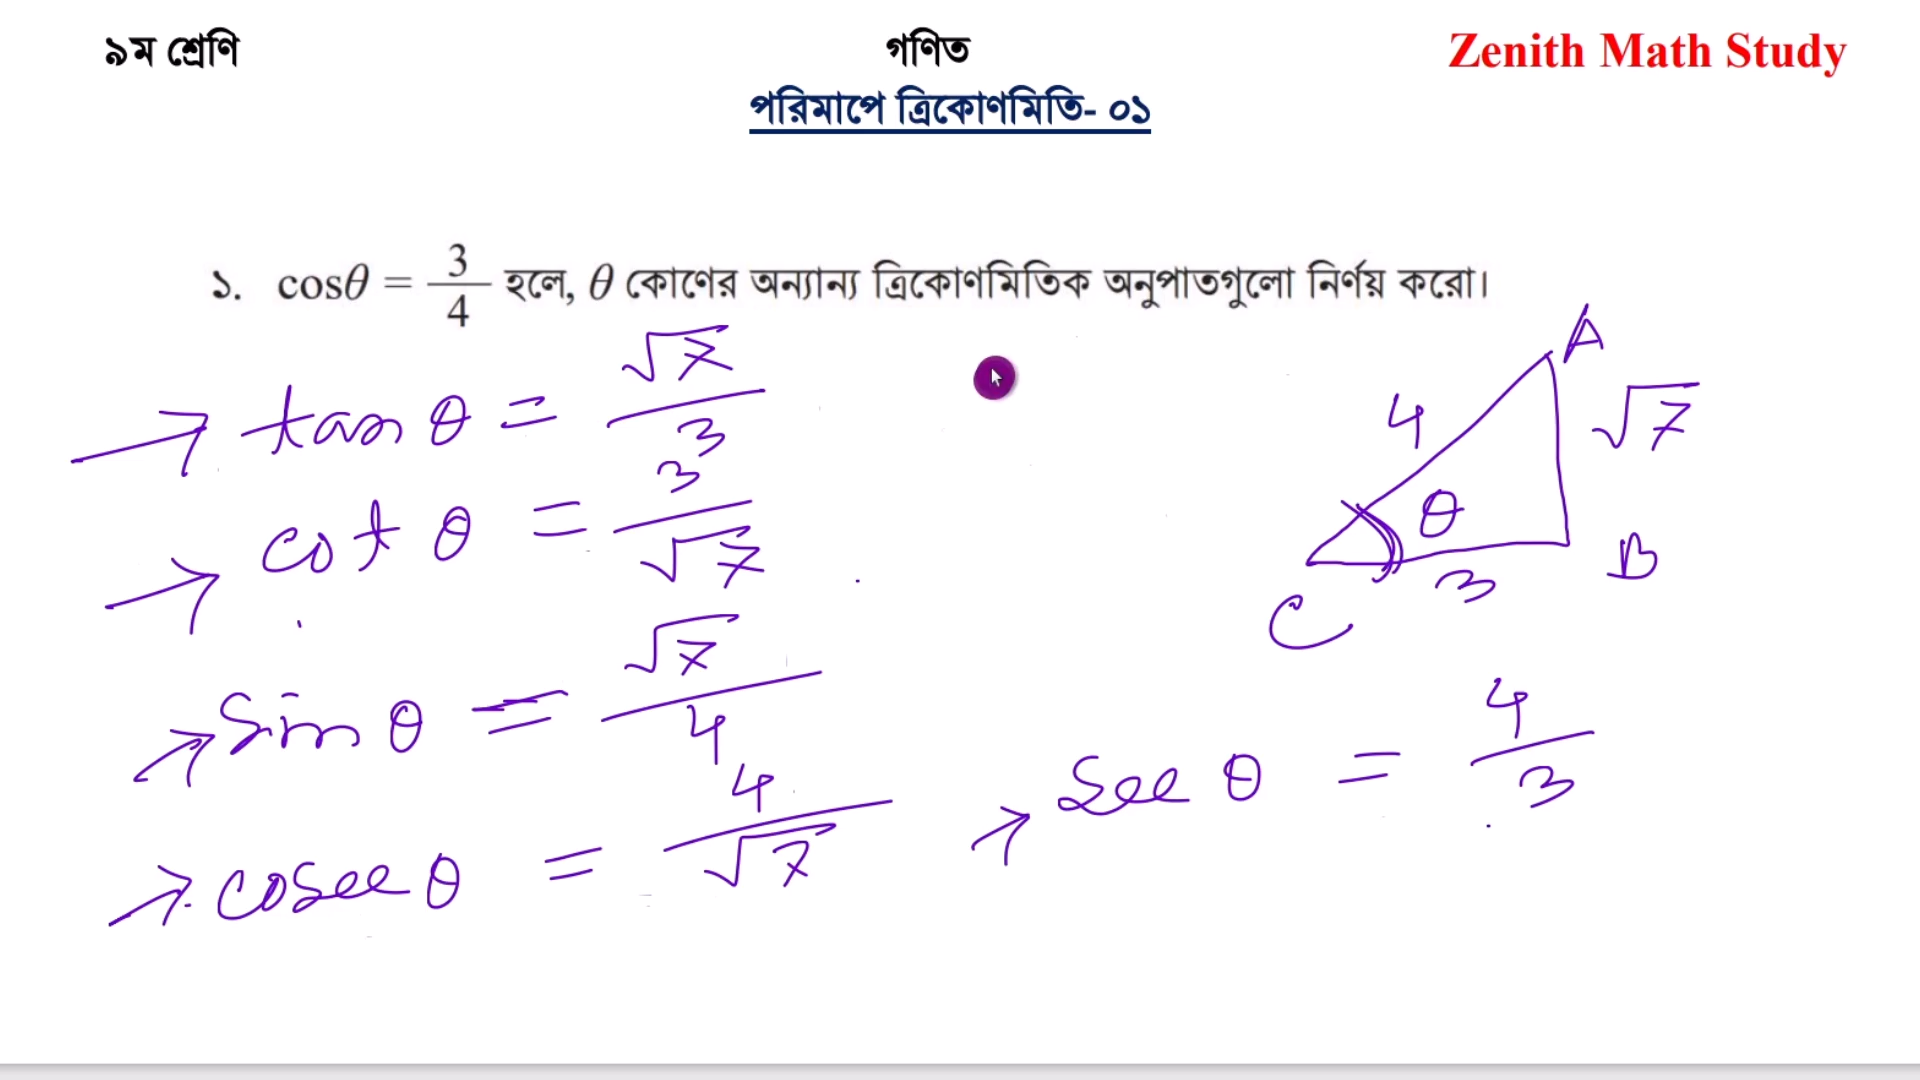 ৯ম শ্রেণি
গণিত
Zenith Math Study
পরিমাপে ত্রিকোণমিতি- ০১
১. cosθ = 3/4 হলে, θ কোণের অন্যান্য ত্রিকোণমিতিক অনুপাতগুলো নির্ণয় করো।
→ tan θ = √7/3
→ cot θ = 3/√7
→ sin θ = √7/4
→ cosec θ = 4/√7
→ sec θ = 4/3
A
4
√7
θ
3
B
C